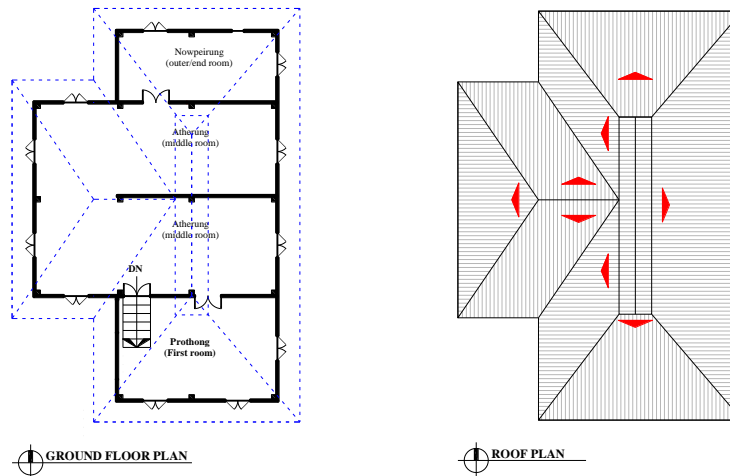 Nowpeirung
(outer/end room)
Atherung
(middle room)
Atherung
(middle room)
DN
Prothong
(First room)
GROUND FLOOR PLAN
ROOF PLAN